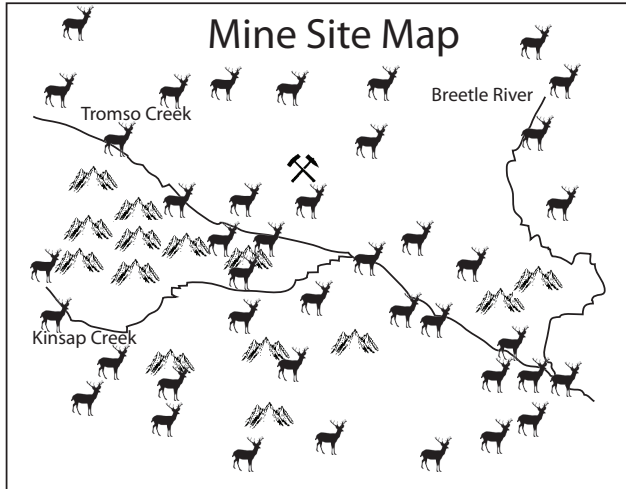 Mine Site Map
Breetle River
Tromso Creek
Kinsap Creek